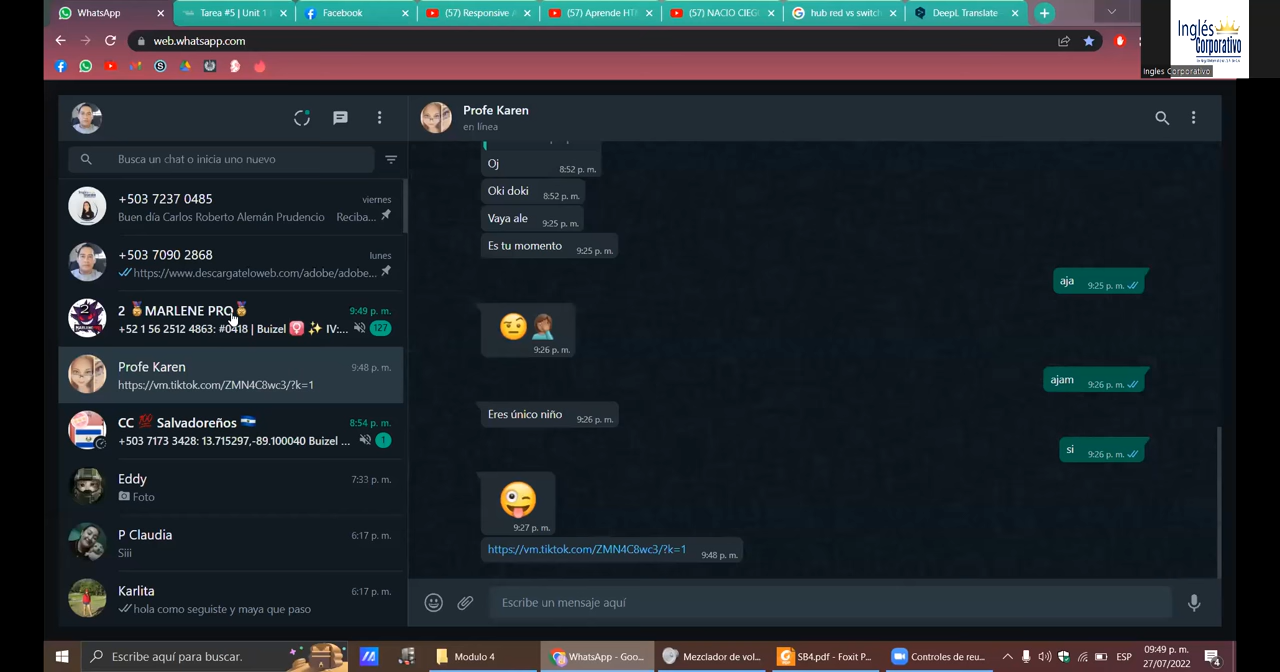 WhatsApp
Tarea #5 | Unit 1
Facebook
(57) Responsive
(57) Aprende HT
(57) NACIO CIEG
hub red vs switch
DeepL Translate
web.whatsapp.com
Inglés
Corporativo
Ingles Corporativo
Profe Karen
en línea
Busca un chat o inicia uno nuevo
+503 7237 0485
viernes
Buen día Carlos Roberto Alemán Prudencio Reciba...
+503 7090 2868
lunes
https://www.descargateloweb.com/adobe/adobe...
2 🏅MARLENE PRO🏅
9:49 p. m.
+52 1 56 2512 4863: #0418 | Buizel ♀ ✨ IV:...
127
Profe Karen
9:48 p. m.
https://vm.tiktok.com/ZMN4C8wc3/?k=1
CC 💯 Salvadoreños 🇸🇻
8:54 p. m.
+503 7173 3428: 13.715297,-89.100040 Buizel ...
1
Eddy
7:33 p. m.
Foto
P Claudia
6:17 p. m.
Siii
Karlita
6:17 p. m.
hola como seguiste y maya que paso
Oj
8:52 p. m.
Oki doki
8:52 p. m.
Vaya ale
9:25 p. m.
Es tu momento
9:25 p. m.
aja
9:25 p. m.
9:26 p. m.
ajam
9:26 p. m.
Eres único niño
9:26 p. m.
si
9:26 p. m.
9:27 p. m.
https://vm.tiktok.com/ZMN4C8wc3/?k=1
9:48 p. m.
Escribe un mensaje aquí
Escribe aquí para buscar.
Modulo 4
WhatsApp - Goo...
Mezclador de vol...
SB4.pdf - Foxit P...
Controles de reu...
ESP
09:49 p. m.
27/07/2022
4